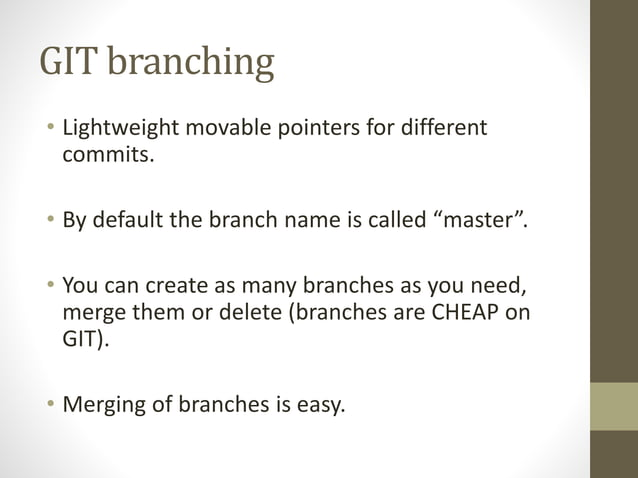 GIT branching
• Lightweight movable pointers for different
commits.
• By default the branch name is called “master”.
• You can create as many branches as you need,
merge them or delete (branches are CHEAP on
GIT).
• Merging of branches is easy.